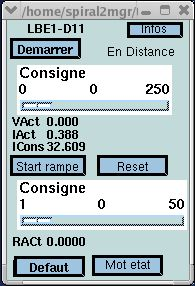 /home/spiral2mgr/
LBE1-D11
Infos
Demarrer
En Distance
Consigne
0 0 250
VAct 0.000
IAct 0.388
ICons 32.609
Start rampe
Reset
Consigne
1 0 50
RACt 0.0000
Defaut
Mot etat